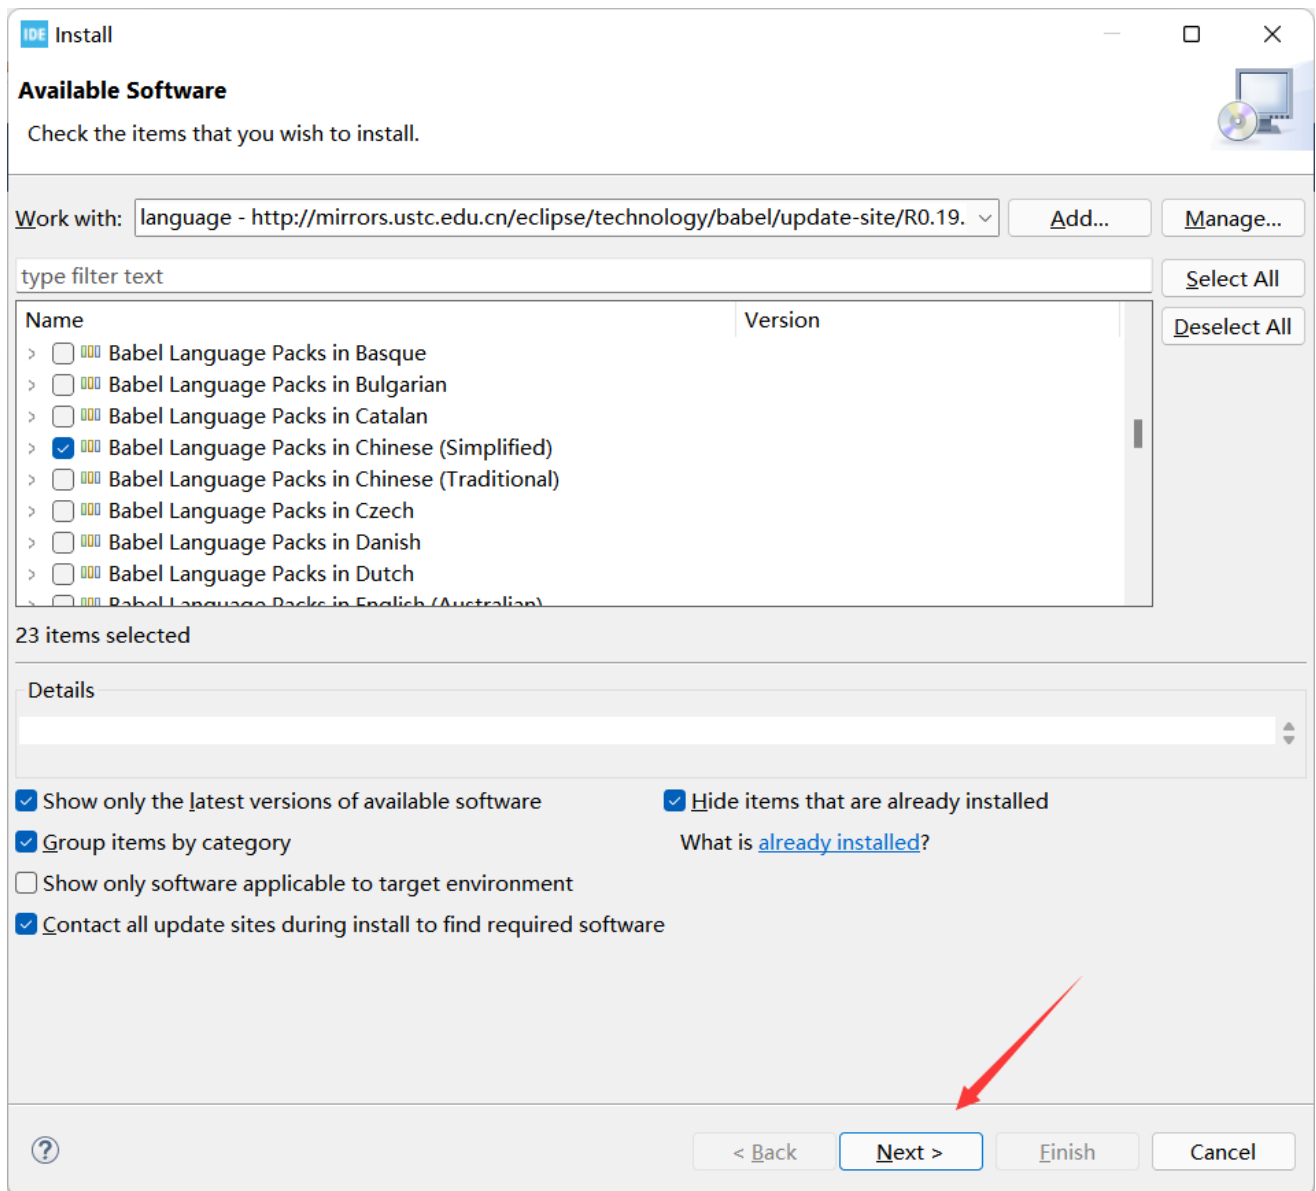 IDE Install
Available Software
Check the items that you wish to install.
Work with: language - http://mirrors.ustc.edu.cn/eclipse/technology/babel/update-site/R0.19. Add... Manage...
type filter text Select All
Name Version Deselect All
Babel Language Packs in Basque
Babel Language Packs in Bulgarian
Babel Language Packs in Catalan
Babel Language Packs in Chinese (Simplified)
Babel Language Packs in Chinese (Traditional)
Babel Language Packs in Czech
Babel Language Packs in Danish
Babel Language Packs in Dutch
Babel Language Packs in English (Australian)
23 items selected
Details
Show only the latest versions of available software Hide items that are already installed
Group items by category What is already installed?
Show only software applicable to target environment
Contact all update sites during install to find required software
? < Back Next > Finish Cancel